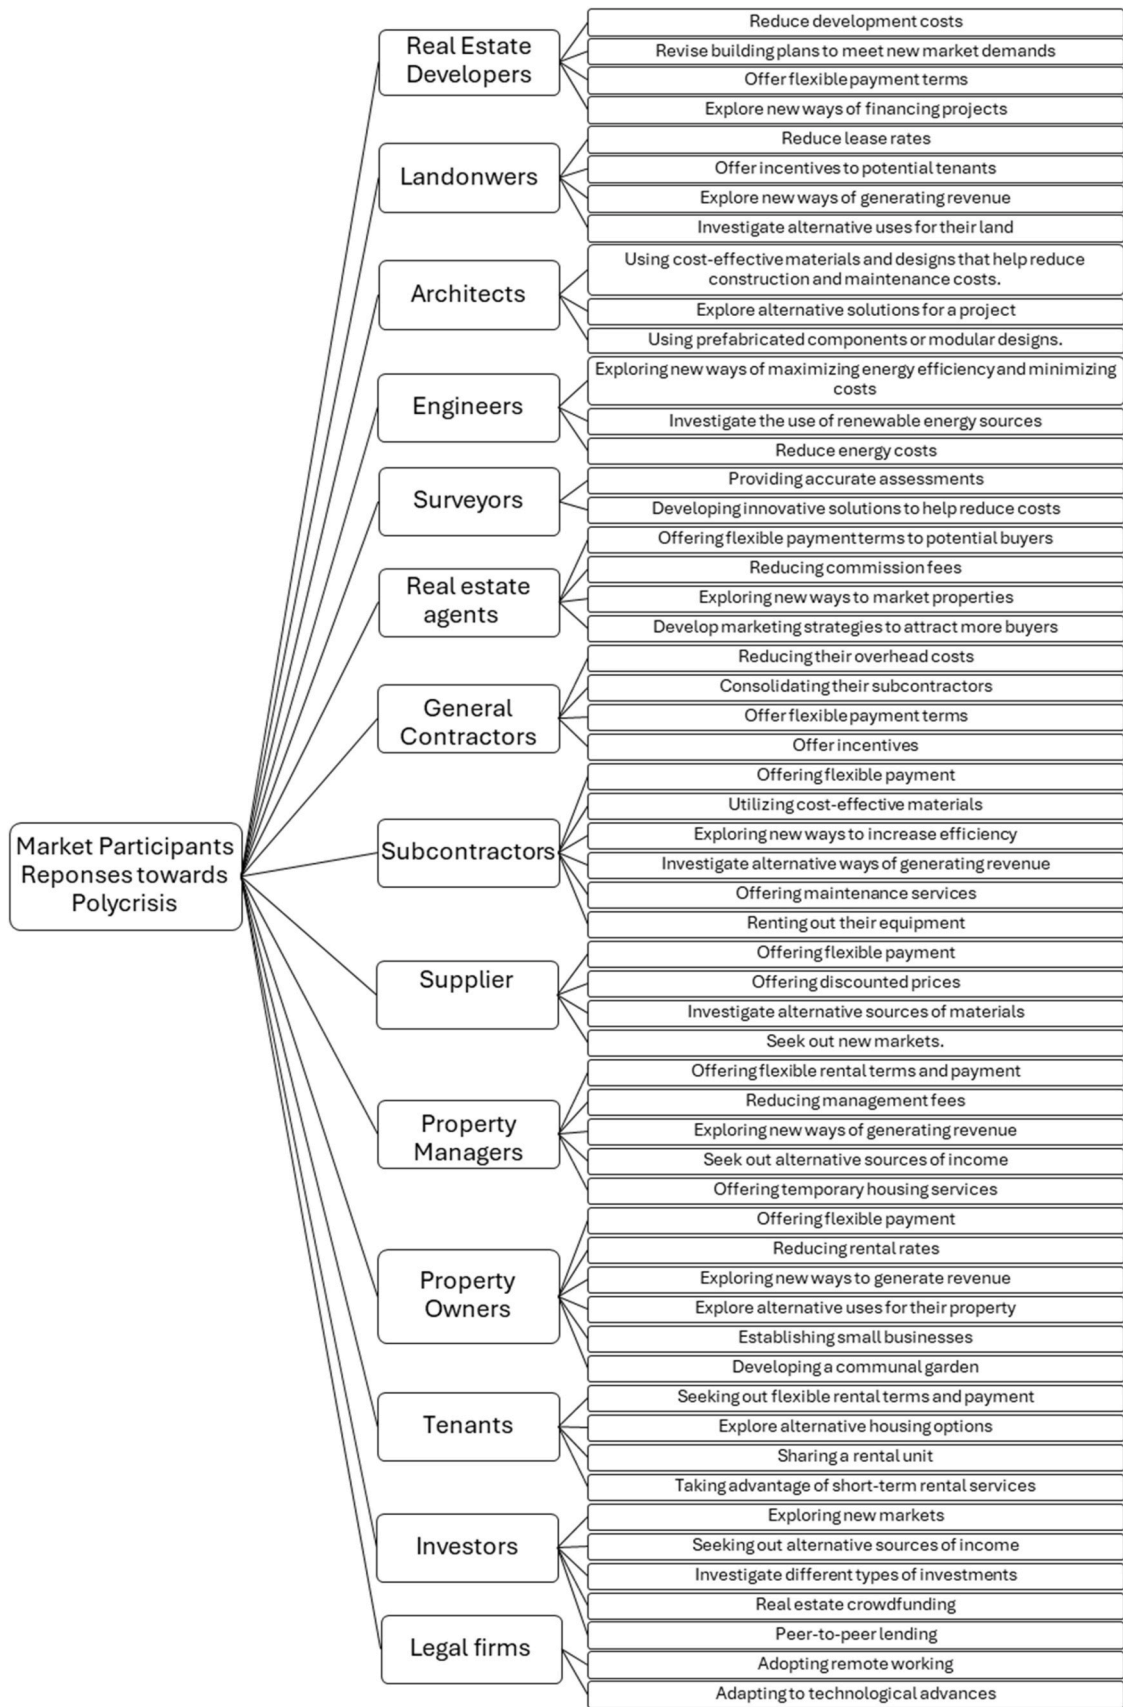 Market Participants
Reponses towards
Polycrisis
Real Estate
Developers
Reduce development costs
Revise building plans to meet new market demands
Offer flexible payment terms
Explore new ways of financing projects
Landonwers
Reduce lease rates
Offer incentives to potential tenants
Explore new ways of generating revenue
Investigate alternative uses for their land
Architects
Using cost-effective materials and designs that help reduce
construction and maintenance costs.
Explore alternative solutions for a project
Using prefabricated components or modular designs.
Engineers
Exploring new ways of maximizing energy efficiency and minimizing
costs
Investigate the use of renewable energy sources
Reduce energy costs
Surveyors
Providing accurate assessments
Developing innovative solutions to help reduce costs
Real estate
agents
Offering flexible payment terms to potential buyers
Reducing commission fees
Exploring new ways to market properties
Develop marketing strategies to attract more buyers
General
Contractors
Reducing their overhead costs
Consolidating their subcontractors
Offer flexible payment terms
Offer incentives
Subcontractors
Offering flexible payment
Utilizing cost-effective materials
Exploring new ways to increase efficiency
Investigate alternative ways of generating revenue
Offering maintenance services
Renting out their equipment
Supplier
Offering flexible payment
Offering discounted prices
Investigate alternative sources of materials
Seek out new markets.
Property
Managers
Offering flexible rental terms and payment
Reducing management fees
Exploring new ways of generating revenue
Seek out alternative sources of income
Offering temporary housing services
Property
Owners
Offering flexible payment
Reducing rental rates
Exploring new ways to generate revenue
Explore alternative uses for their property
Establishing small businesses
Developing a communal garden
Tenants
Seeking out flexible rental terms and payment
Explore alternative housing options
Sharing a rental unit
Taking advantage of short-term rental services
Investors
Exploring new markets
Seeking out alternative sources of income
Investigate different types of investments
Real estate crowdfunding
Peer-to-peer lending
Legal firms
Adopting remote working
Adapting to technological advances